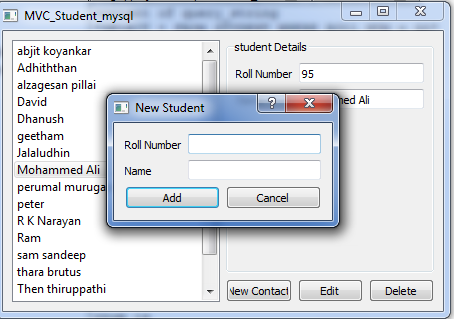 MVC_Student_mysql
abjit koyankar
Adhiththan
alzagesan pillai
David
Dhanush
geetham
Jalaludhin
Mohammed Ali
perumal muruga
peter
R K Narayan
Ram
sam sandeep
thara brutus
Then thiruppathi
student Details
Roll Number 95
med Ali
New Student
?
Roll Number
Name
Add Cancel
New Contact Edit Delete